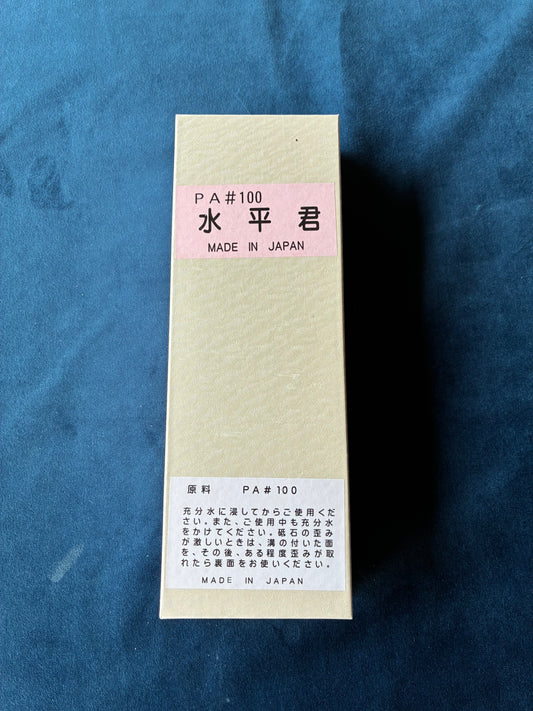 PA#100
水平君
MADE IN JAPAN
原料 PA#100
充分水に浸してからご使用くだ
さい。また、ご使用中も充分水
をかけてください。砥石の歪み
が激しいときは、溝の付いた面
を、その後、ある程度歪みが取
れたら裏面をお使いください。
MADE IN JAPAN